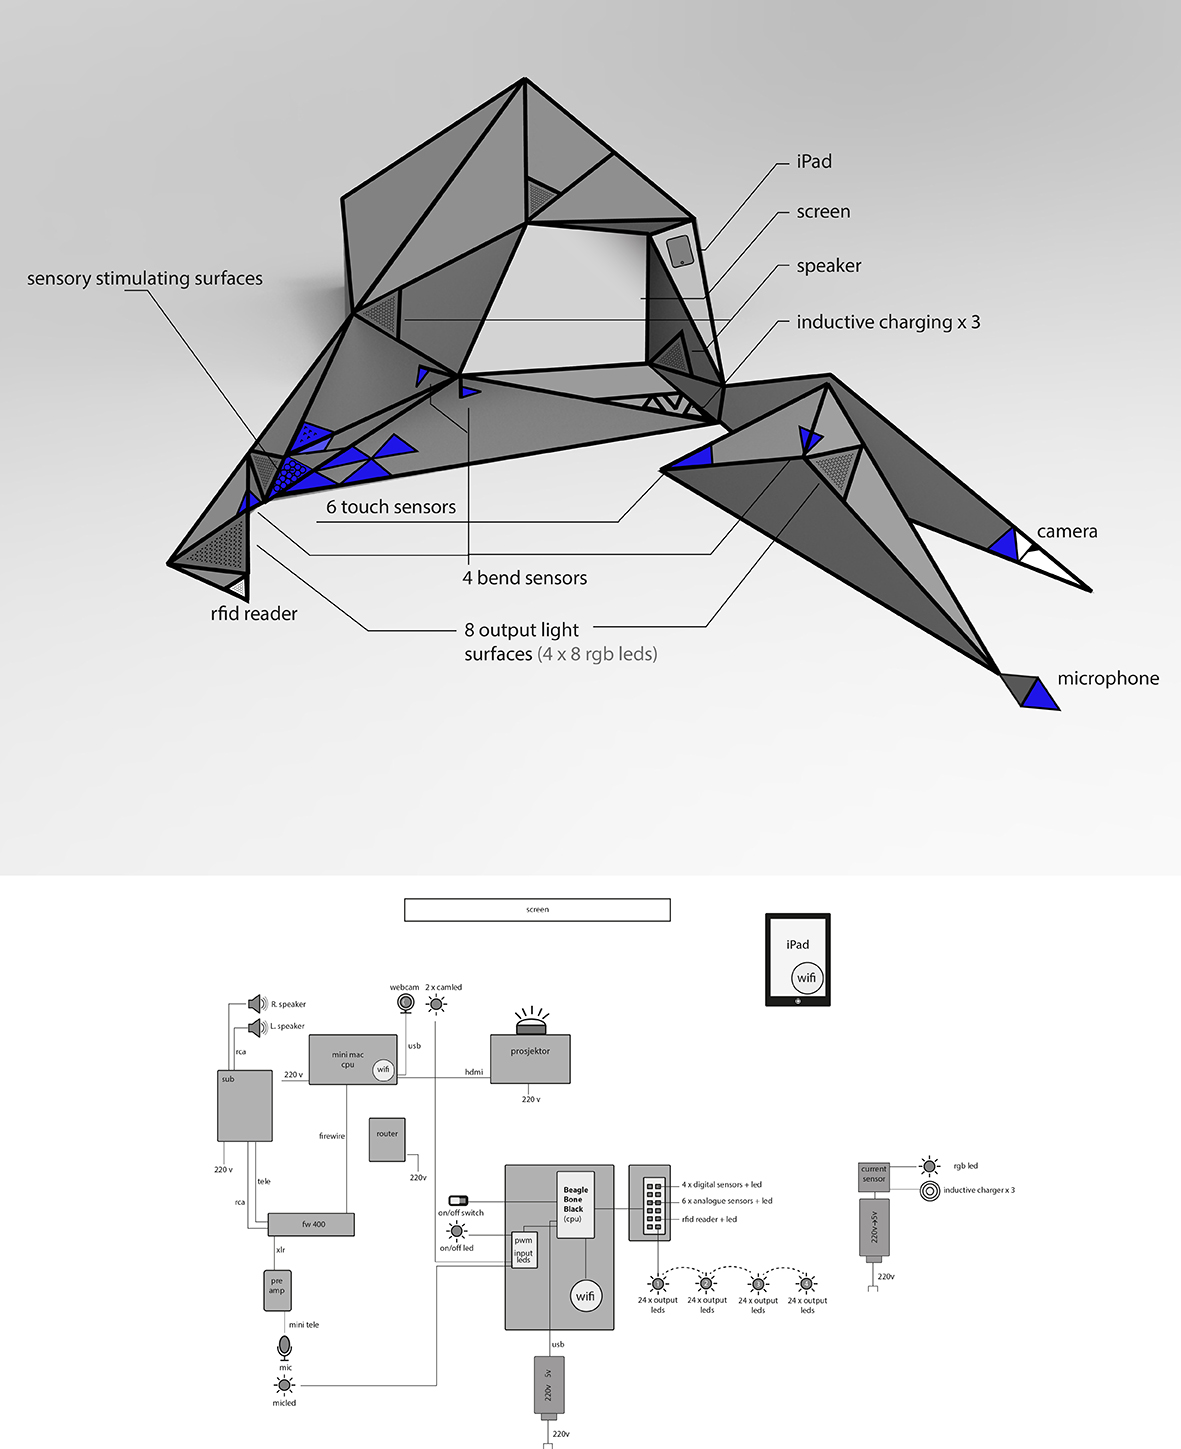 iPad
screen
speaker
inductive charging x 3
sensory stimulating surfaces
6 touch sensors
camera
4 bend sensors
rfid reader
8 output light
surfaces (4 x 8 rgb leds)
microphone
screen
iPad
wifi
webcam
2 x camled
R. speaker
L. speaker
rca
usb
mini mac
cpu
wifi
prosjektor
220 v
hdmi
sub
220 v
firewire
router
220 v
220v
tele
rca
fw 400
xlr
pre
amp
mini tele
mic
micled
on/off switch
on/off led
Beagle
Bone
Black
(cpu)
pwm
input
leds
wifi
usb
220v 5v
220v
4 x digital sensors + led
6 x analogue sensors + led
rfid reader + led
1
2
3
4
24 x output
leds
24 x output
leds
24 x output
leds
24 x output
leds
current
sensor
rgb led
inductive charger x 3
220v→5v
220v